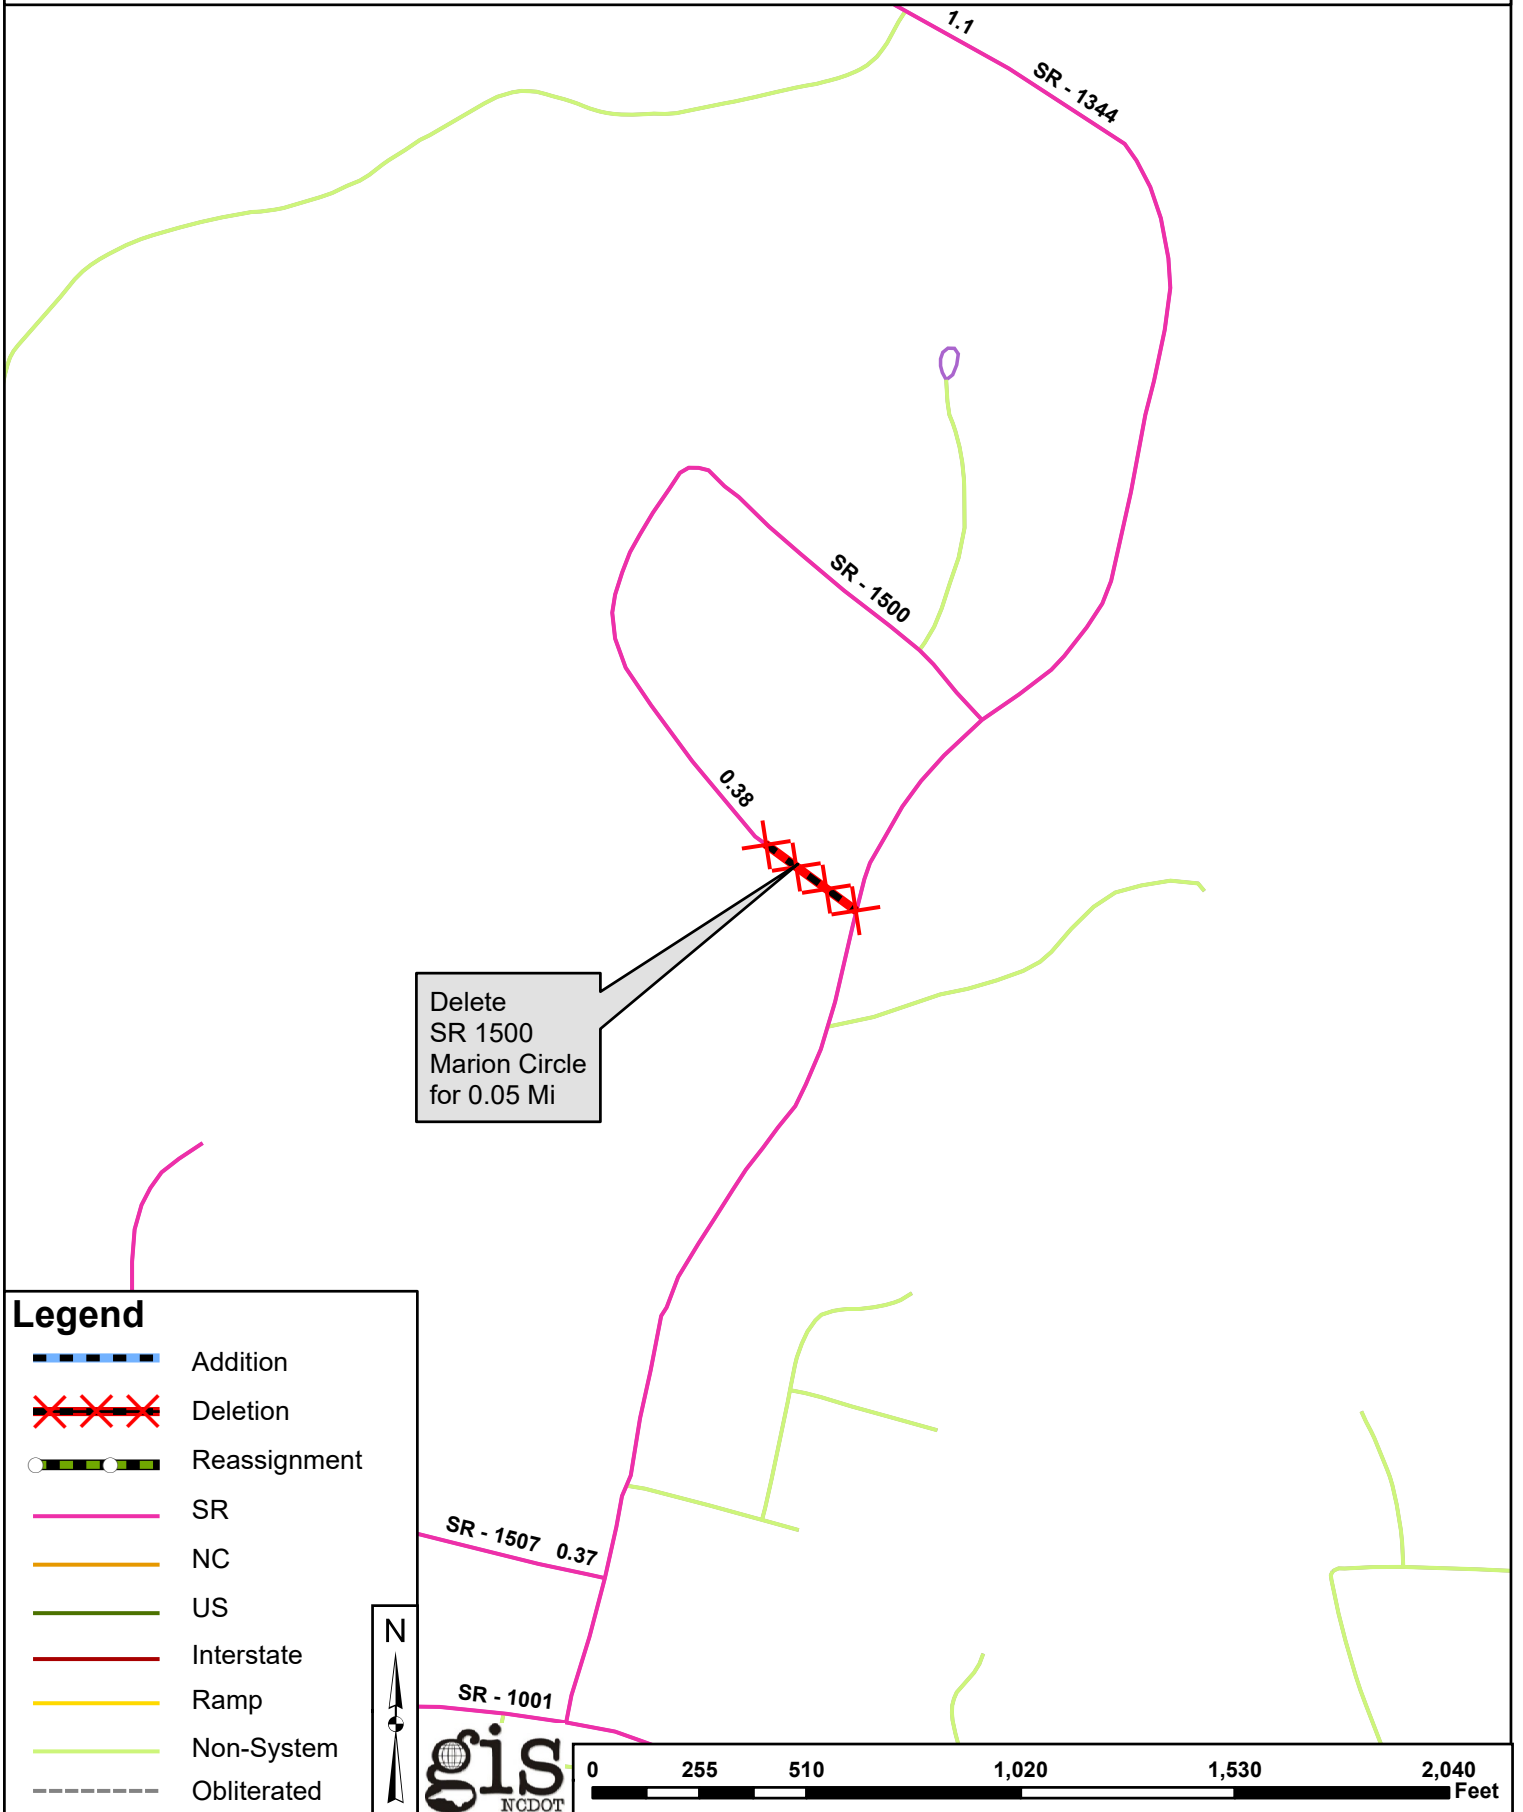 1.1
SR - 1344
SR - 1500
0.38
Delete
SR 1500
Marion Circle
for 0.05 Mi
Legend
Addition
Deletion
Reassignment
SR
NC
US
Interstate
Ramp
Non-System
Obliterated
SR - 1507 0.37
N
SR - 1001
gis
NCDOT
0 255 510 1,020 1,530 2,040
Feet